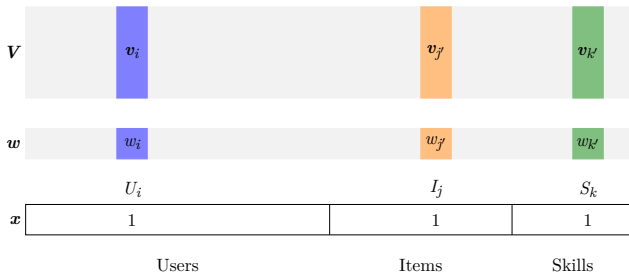 V v_i v_j′ v_k′
w w_i w_j′ w_k′
U_i I_j S_k
x 1 1 1
Users Items Skills